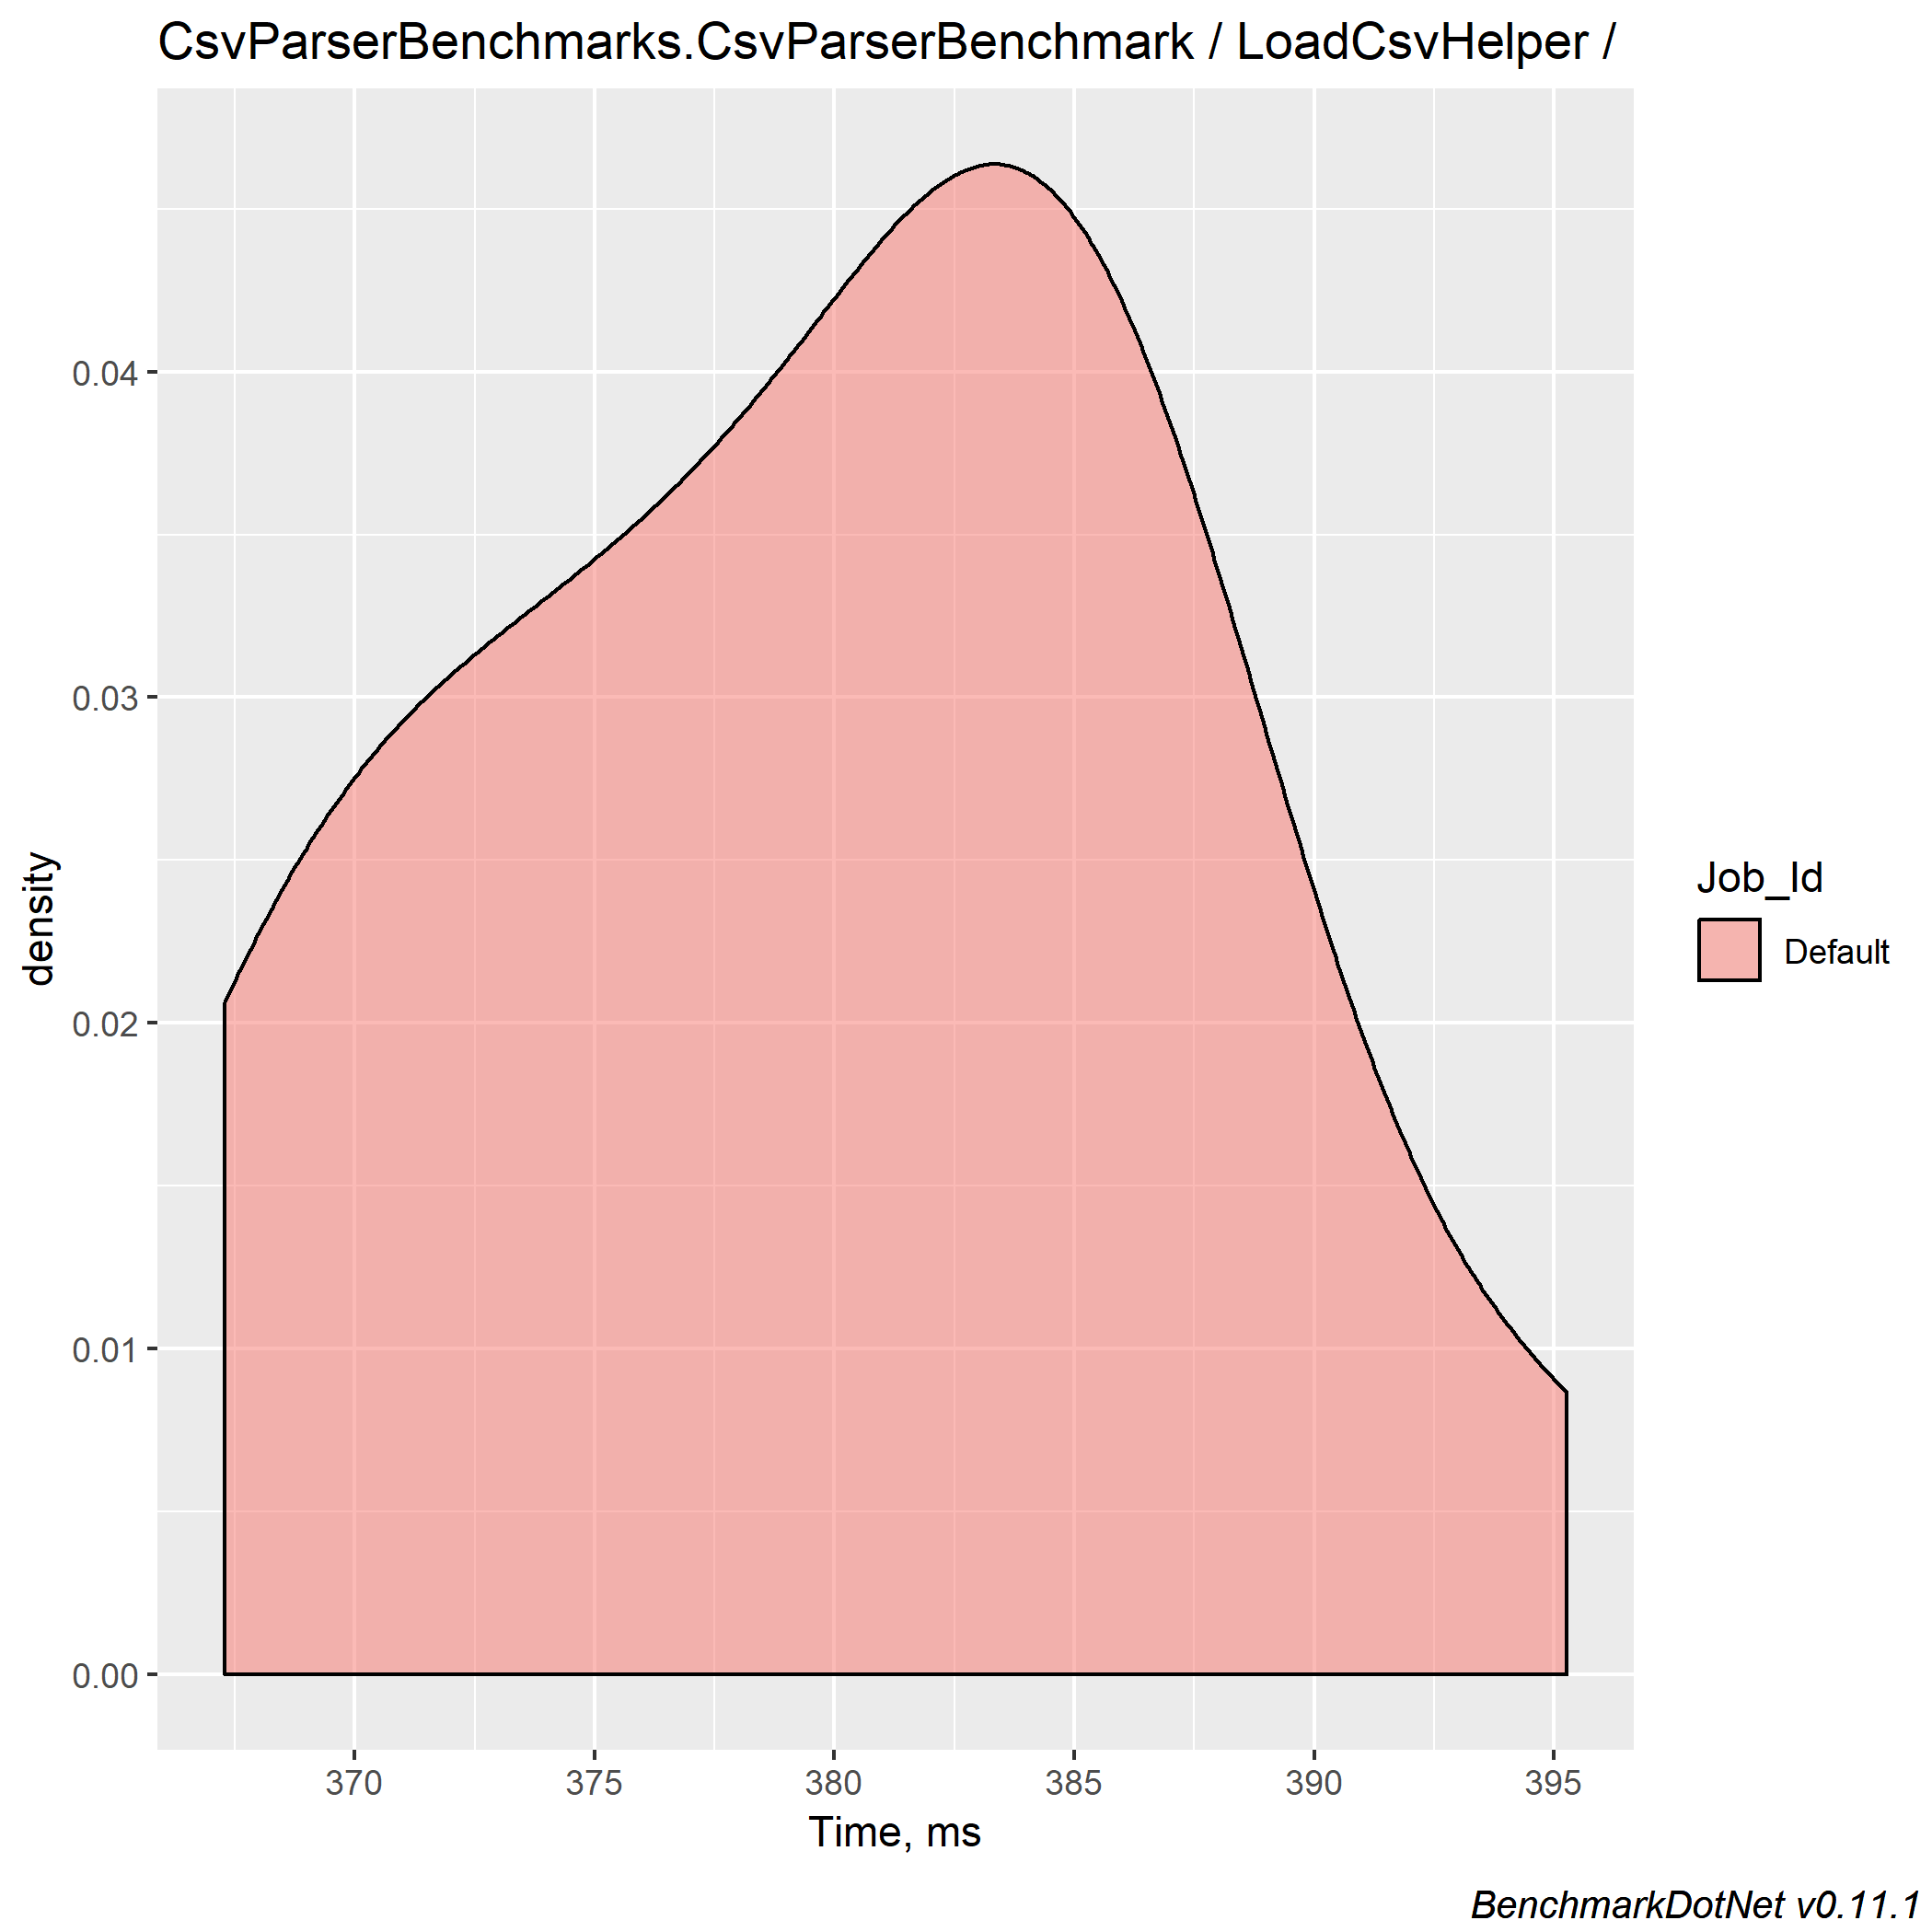 CsvParserBenchmarks.CsvParserBenchmark / LoadCsvHelper /
density
0.04
0.03
0.02
0.01
0.00
370 375 380 385 390 395
Time, ms
Job_Id
Default
BenchmarkDotNet v0.11.1